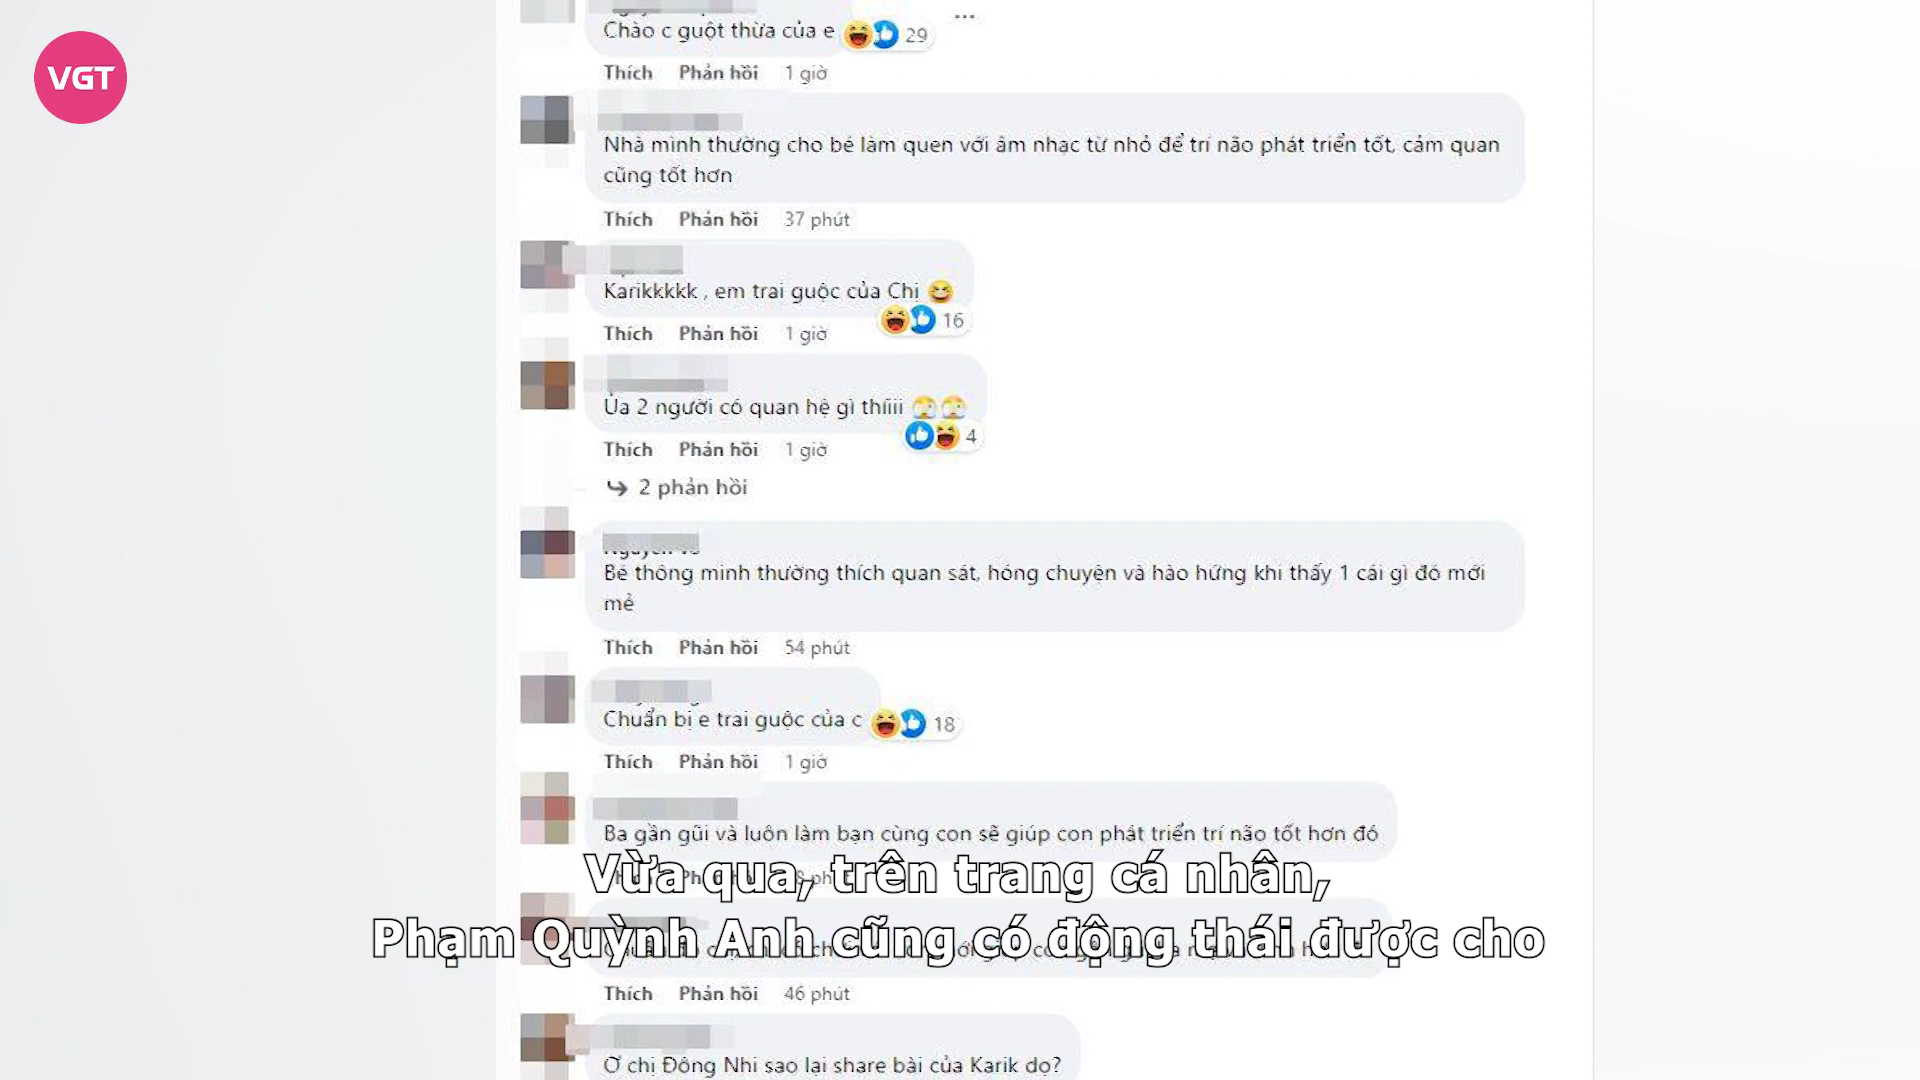 VGT
Chào c guột thừa của e
29
Thích Phản hồi 1 giờ
Nhà mình thường cho bé làm quen với âm nhạc từ nhỏ để trí não phát triển tốt, cảm quan
cũng tốt hơn
Thích Phản hồi 37 phút
Karikkkkk , em trai guộc của Chị
16
Thích Phản hồi 1 giờ
Ủa 2 người có quan hệ gì thíiii
4
Thích Phản hồi 1 giờ
2 phản hồi
Bé thông minh thường thích quan sát, hóng chuyện và hào hứng khi thấy 1 cái gì đó mới
mẻ
Thích Phản hồi 54 phút
Chuẩn bị e trai guộc của c
18
Thích Phản hồi 1 giờ
Ba gần gũi và luôn làm bạn cùng con sẽ giúp con phát triển trí não tốt hơn đó
Vừa qua, trên trang cá nhân,
Phạm Quỳnh Anh cũng có động thái được cho
Thích Phản hồi 46 phút
Ơ chị Đông Nhi sao lại share bài của Karik dọ?